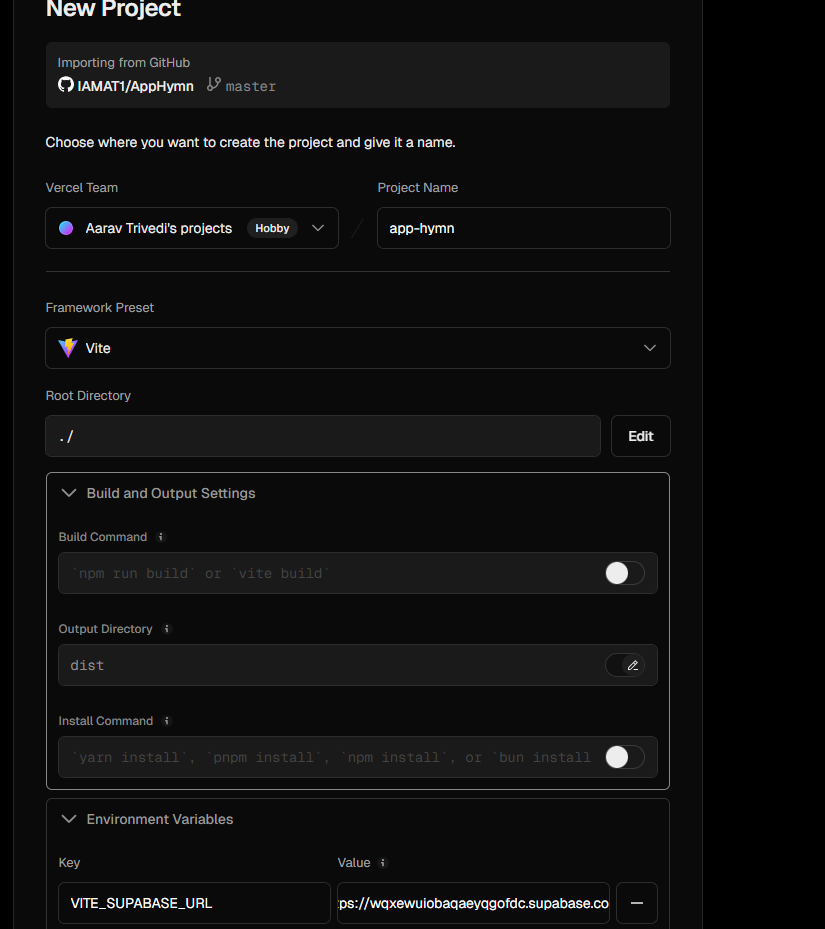 New Project
Importing from GitHub
IAMAT1/AppHymn master
Choose where you want to create the project and give it a name.
Vercel Team Project Name
Aarav Trivedi's projects Hobby / app-hymn
Framework Preset
Vite
Root Directory
./ Edit
Build and Output Settings
Build Command
`npm run build` or `vite build`
Output Directory
dist
Install Command
`yarn install`, `pnpm install`, `npm install`, or `bun install
Environment Variables
Key Value
VITE_SUPABASE_URL ps://wqxewuiobaqaeyqgofdc.supabase.co